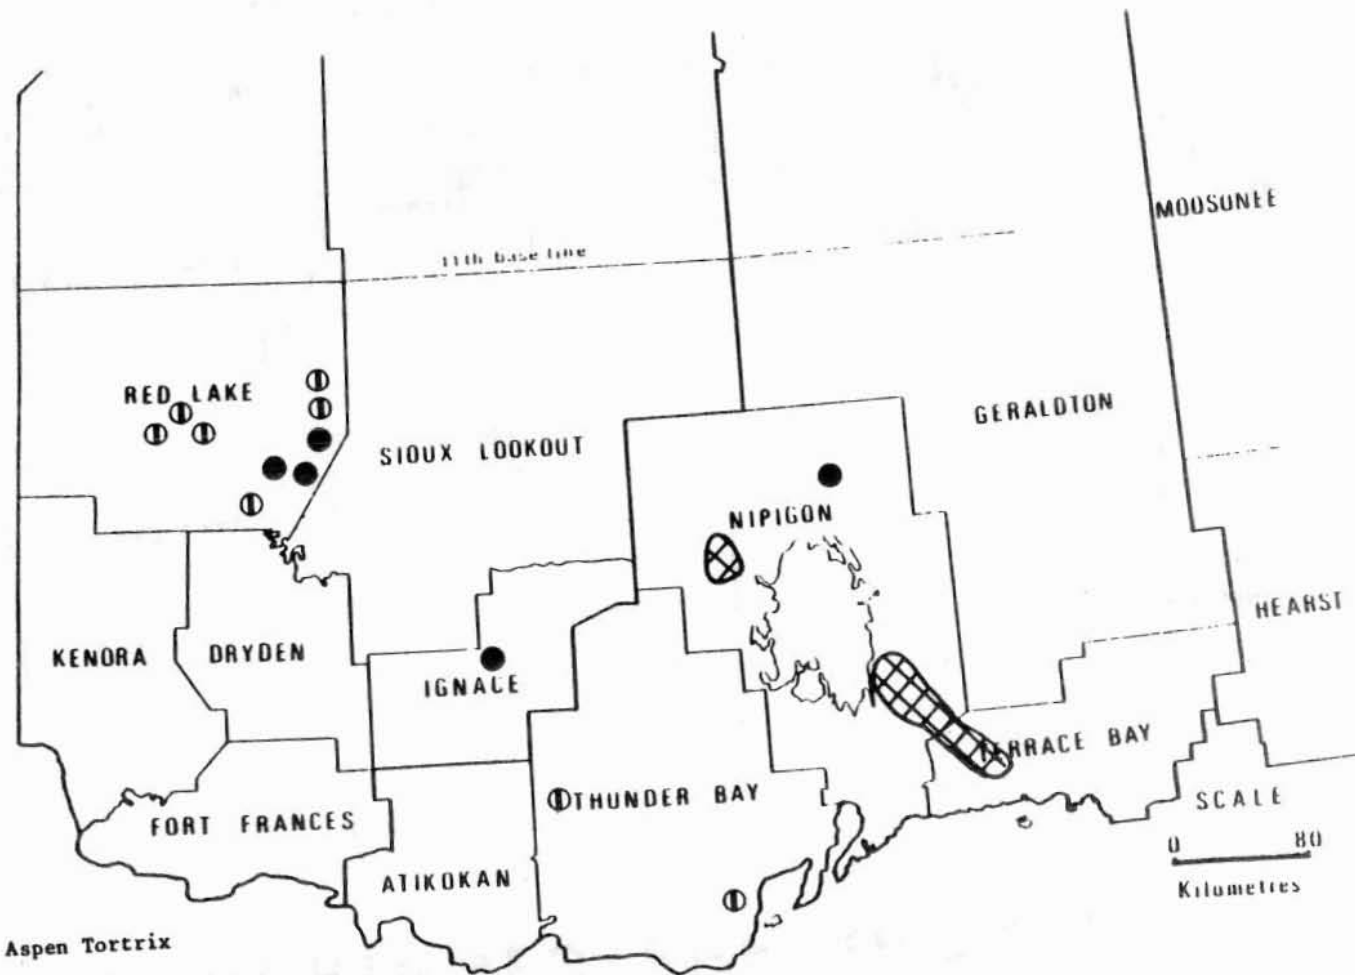 MOOSONEE
11th base line
RED LAKE
GERALDTON
SIOUX LOOKOUT
NIPIGON
HEARST
KENORA
DRYDEN
IGNACE
TERRACE BAY
THUNDER BAY
SCALE
FORT FRANCES
0 80
ATIKOKAN
Kilometres
Aspen Tortrix